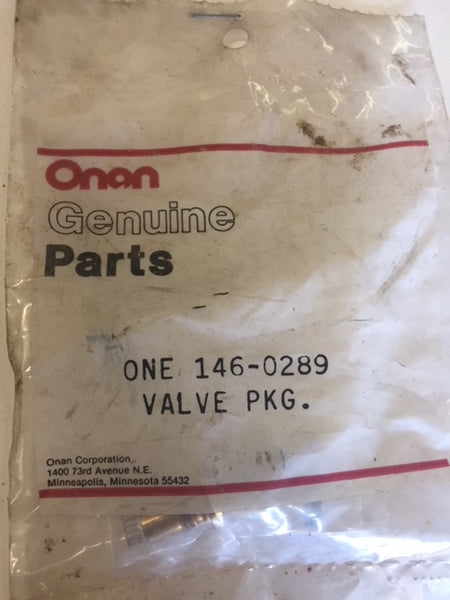 Onan
Genuine
Parts
ONE 146-0289
VALVE PKG.
Onan Corporation
1400 73rd Avenue N.E.
Minneapolis, Minnesota 55432